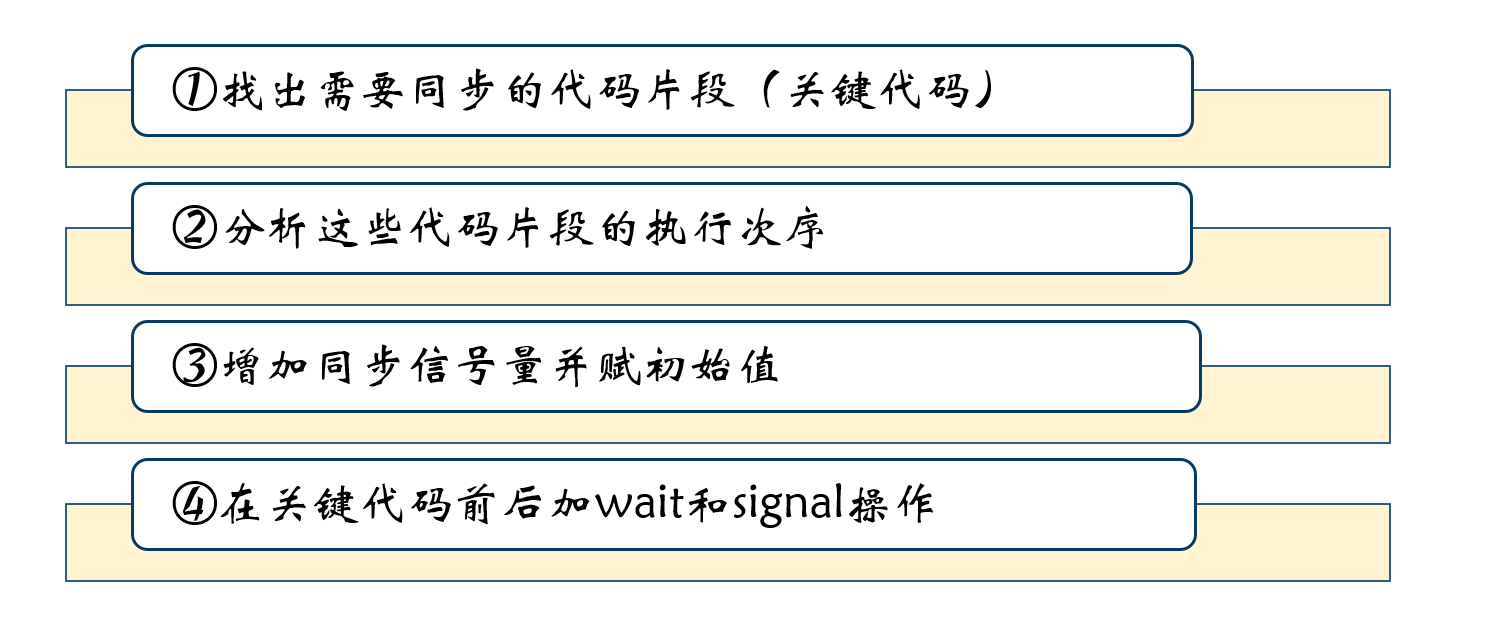 ①找出需要同步的代码片段（关键代码）
②分析这些代码片段的执行次序
③增加同步信号量并赋初始值
④在关键代码前后加wait和signal操作